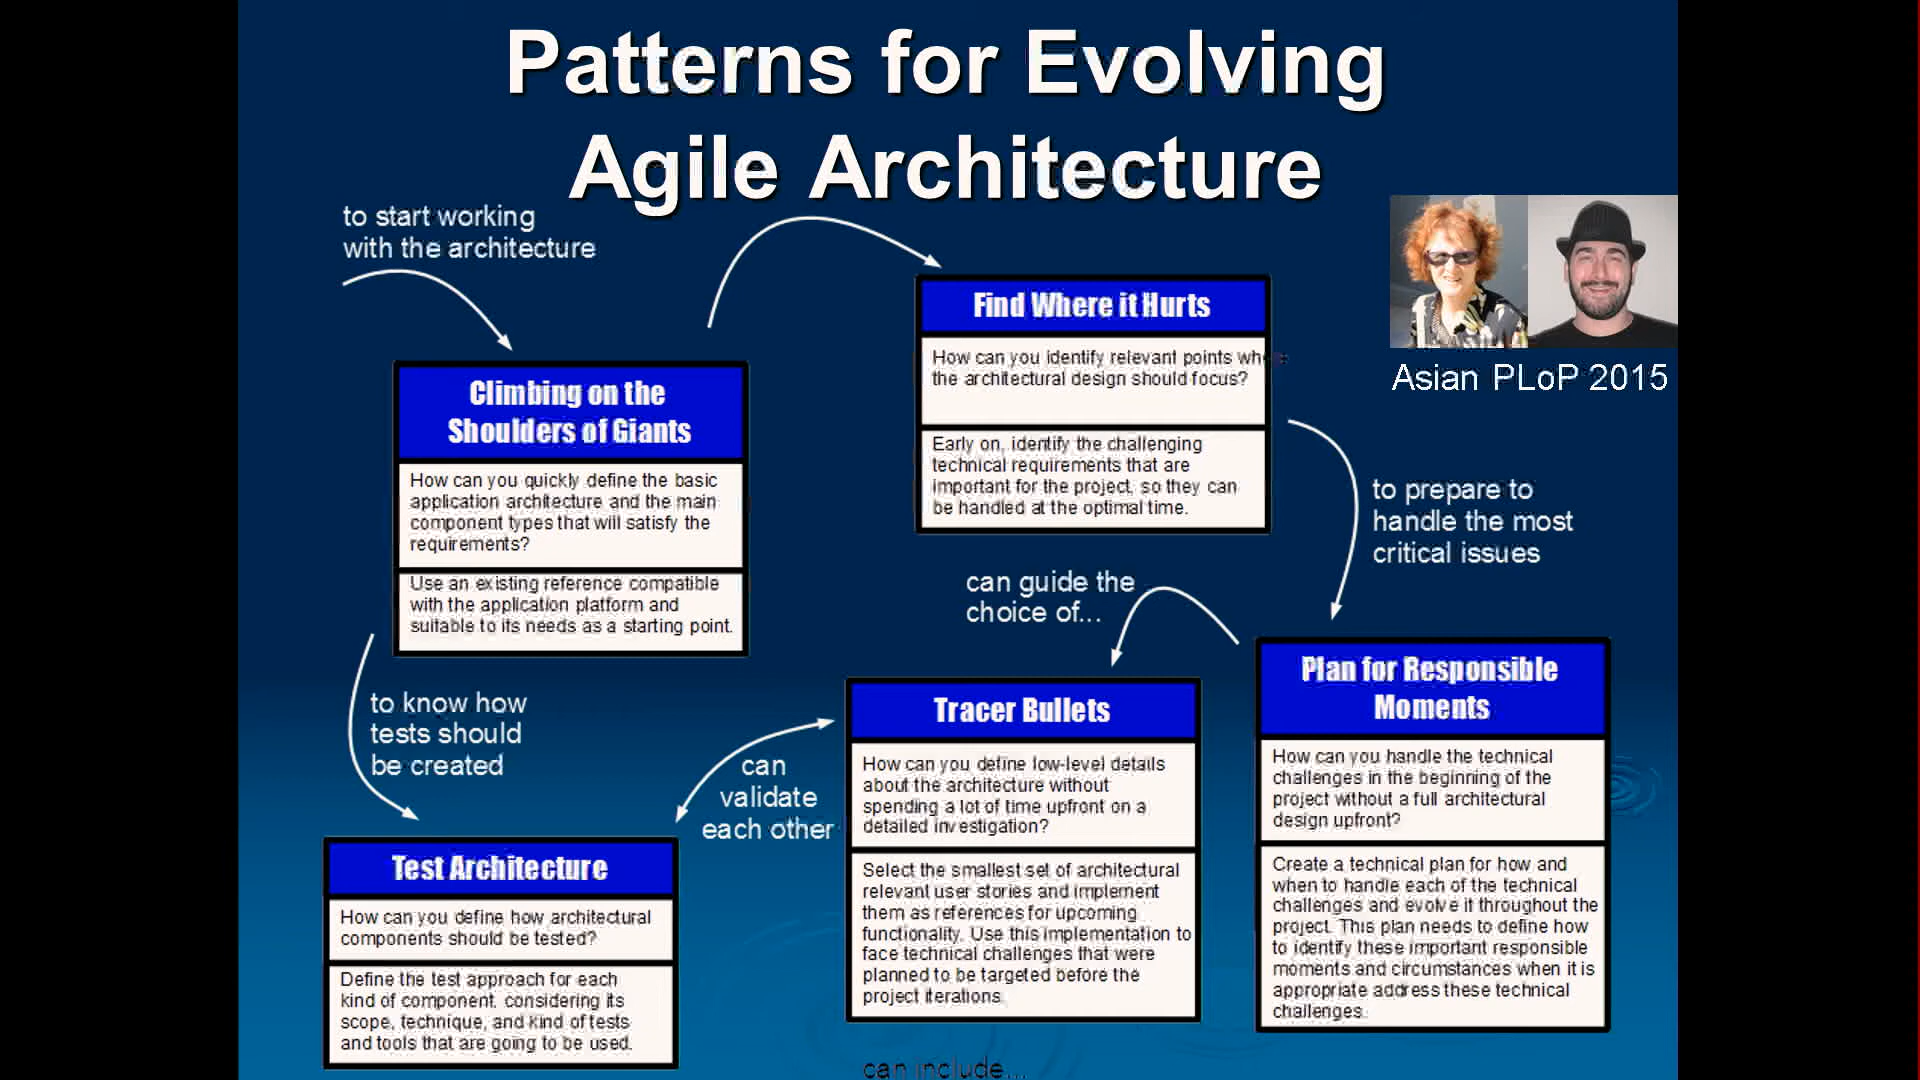 Patterns for Evolving
Agile Architecture
to start working
with the architecture
Asian PLoP 2015
Climbing on the
Shoulders of Giants
How can you quickly define the basic
application architecture and the main
component types that will satisfy the
requirements?
Use an existing reference compatible
with the application platform and
suitable to its needs as a starting point.
Find Where it Hurts
How can you identify relevant points
the architectural design should focus?
Early on, identify the challenging
technical requirements that are
important for the project, so they can
be handled at the optimal time.
to prepare to
handle the most
critical issues
can guide the
choice of...
to know how
tests should
be created
can
validate
each other
Test Architecture
How can you define how architectural
components should be tested?
Define the test approach for each
kind of component, considering its
scope, technique, and kind of tests
and tools that are going to be used.
Tracer Bullets
How can you define low-level details
about the architecture without
spending a lot of time upfront on a
detailed investigation?
Select the smallest set of architectural
relevant user stories and implement
them as references for upcoming
functionality. Use this implementation to
face technical challenges that were
planned to be targeted before the
project iterations.
Plan for Responsible
Moments
How can you handle the technical
challenges in the beginning of the
project without a full architectural
design upfront?
Create a technical plan for how and
when to handle each of the technical
challenges and evolve it throughout the
project. This plan needs to define how
to identify these important responsible
moments and circumstances when it is
appropriate address these technical
challenges.
can include...